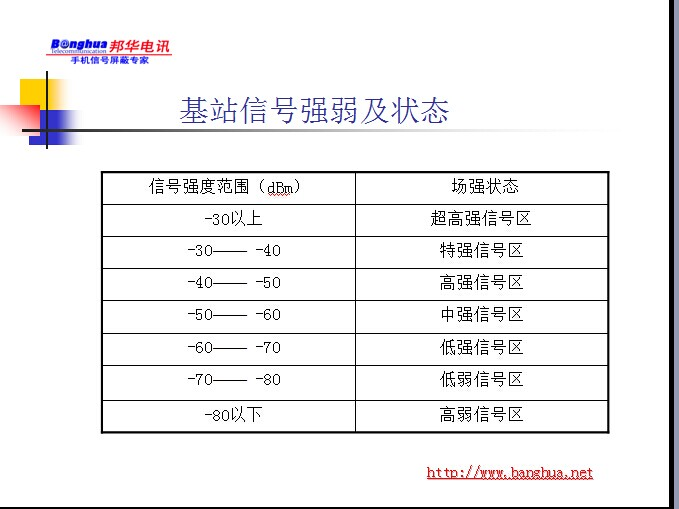 Bonghua 邦华电讯
Telecommunication
手机信号屏蔽专家
基站信号强弱及状态
信号强度范围（dBm） 场强状态
-30以上 超高强信号区
-30—— -40 特强信号区
-40—— -50 高强信号区
-50—— -60 中强信号区
-60—— -70 低强信号区
-70—— -80 低弱信号区
-80以下 高弱信号区
http://www.banghua.net